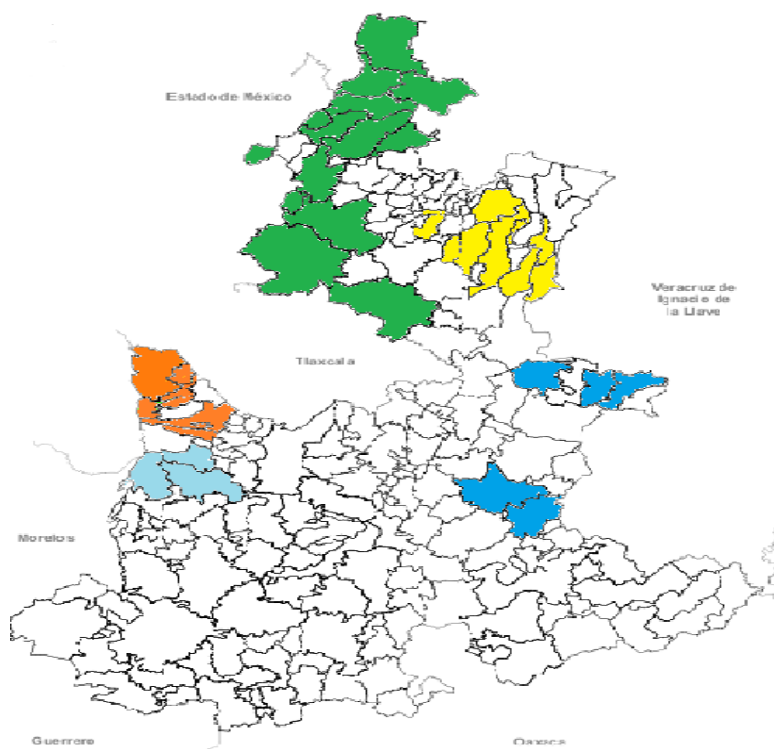 Estado de México
Veracruz de
Ignacio de
la Llave
Tlaxcala
Morelos
Guerrero
Oaxaca